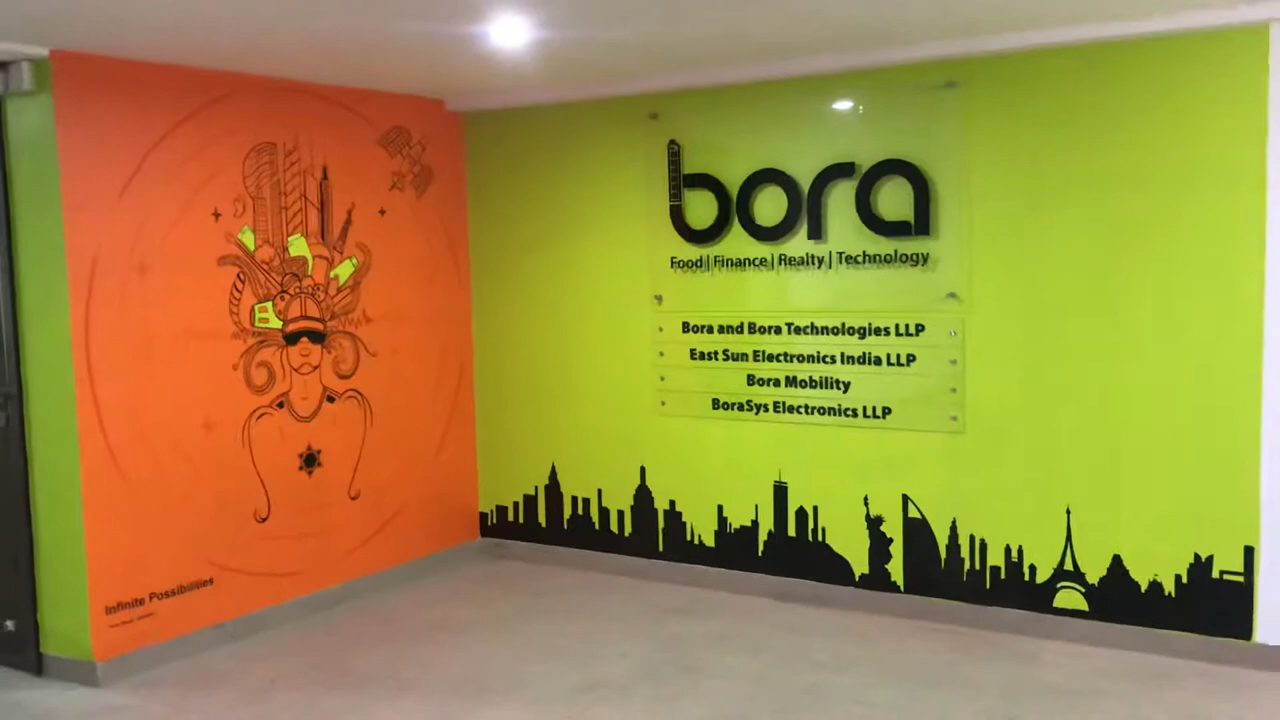 Infinite Possibilities
bora
Food | Finance | Realty | Technology
Bora and Bora Technologies LLP
East Sun Electronics India LLP
Bora Mobility
BoraSys Electronics LLP